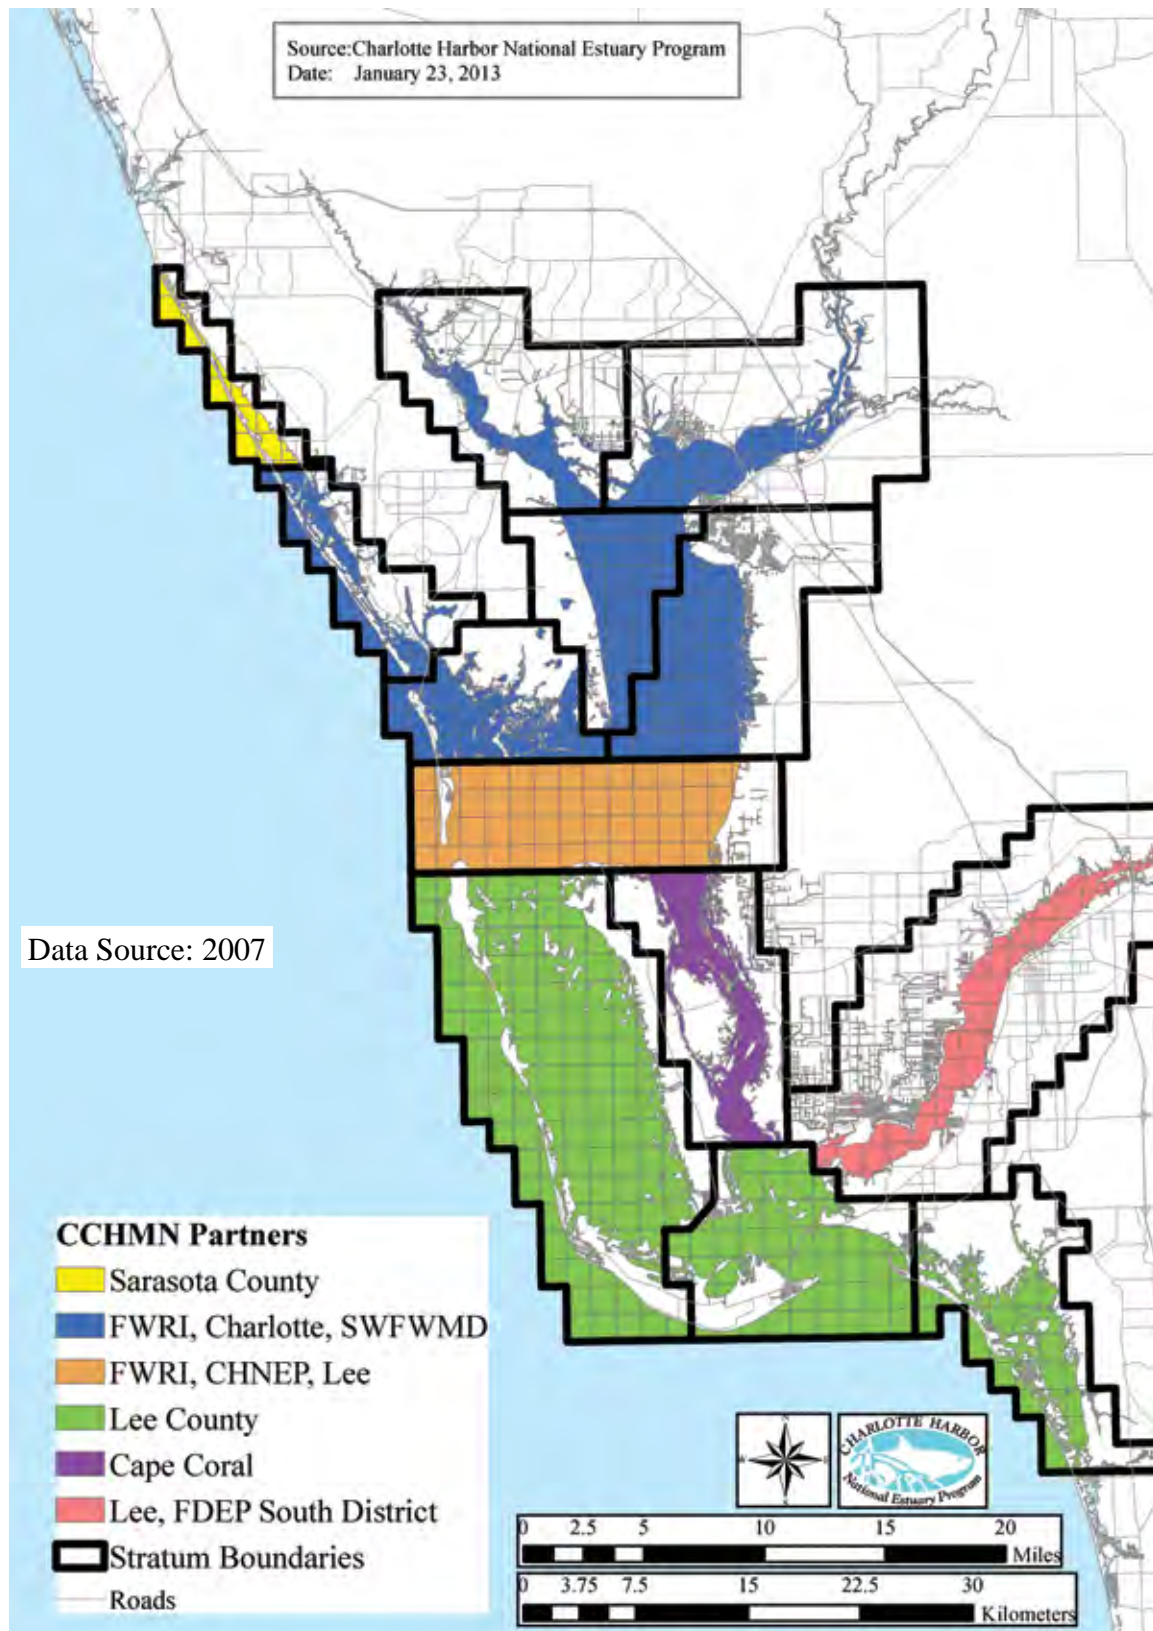 Source:Charlotte Harbor National Estuary Program
Date: January 23, 2013
Data Source: 2007
CCHMN Partners
Sarasota County
FWRI, Charlotte, SWFWMD
FWRI, CHNEP, Lee
Lee County
Cape Coral
Lee, FDEP South District
Stratum Boundaries
Roads
N
W E
S
CHARLOTTE HARBOR
National Estuary Program
0 2.5 5 10 15 20
Miles
0 3.75 7.5 15 22.5 30
Kilometers